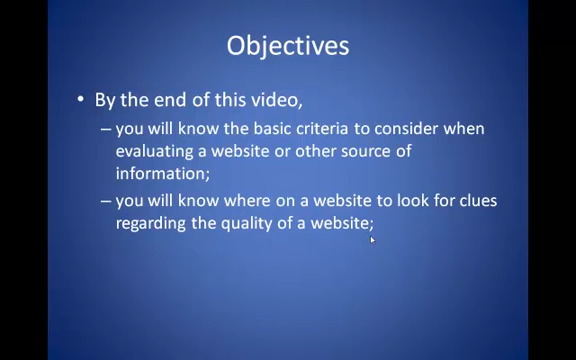 Objectives
• By the end of this video,
– you will know the basic criteria to consider when
evaluating a website or other source of
information;
– you will know where on a website to look for clues
regarding the quality of a website;